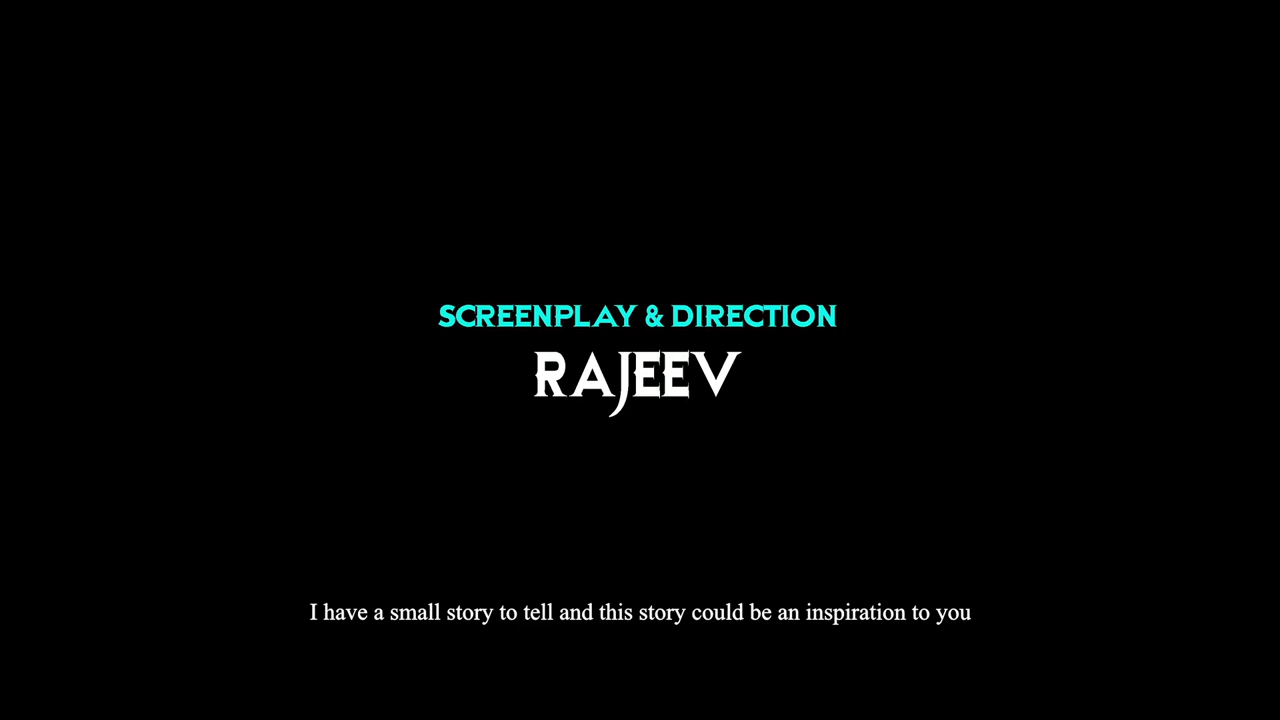 SCREENPLAY & DIRECTION
RAJEEV
I have a small story to tell and this story could be an inspiration to you